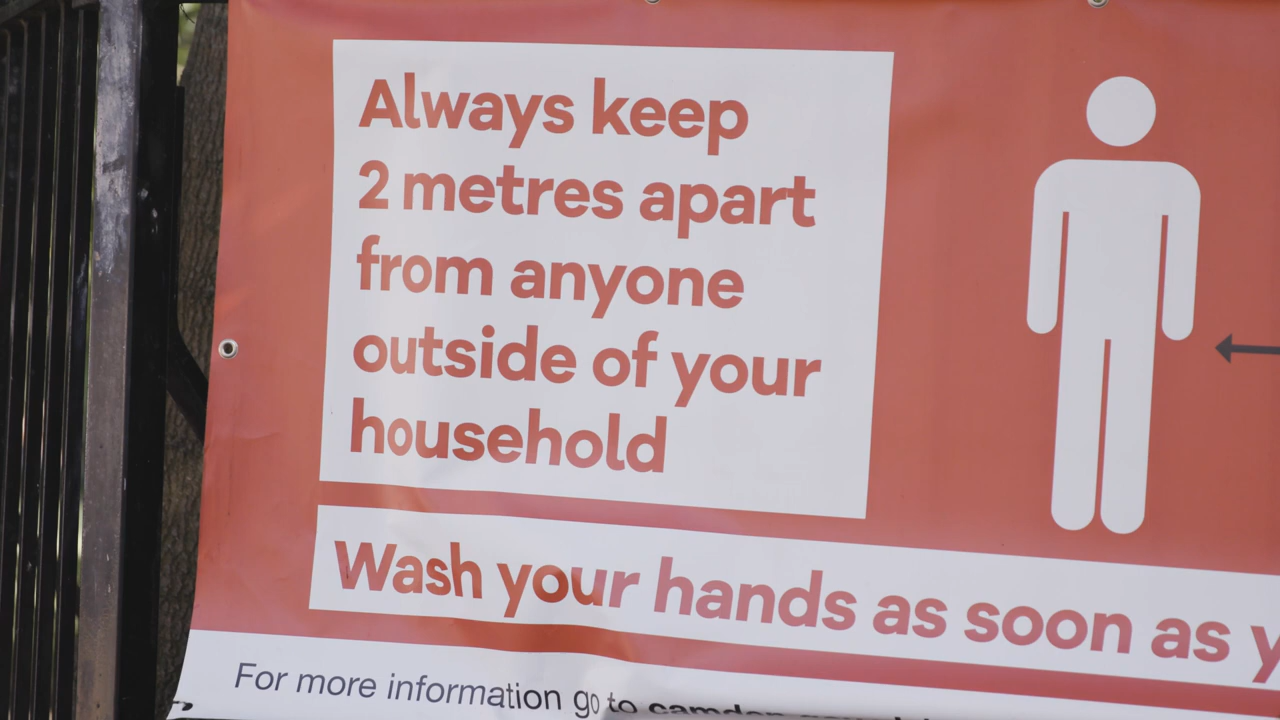 Always keep
2 metres apart
from anyone
outside of your
household
Wash your hands as soon as
For more information go to camden